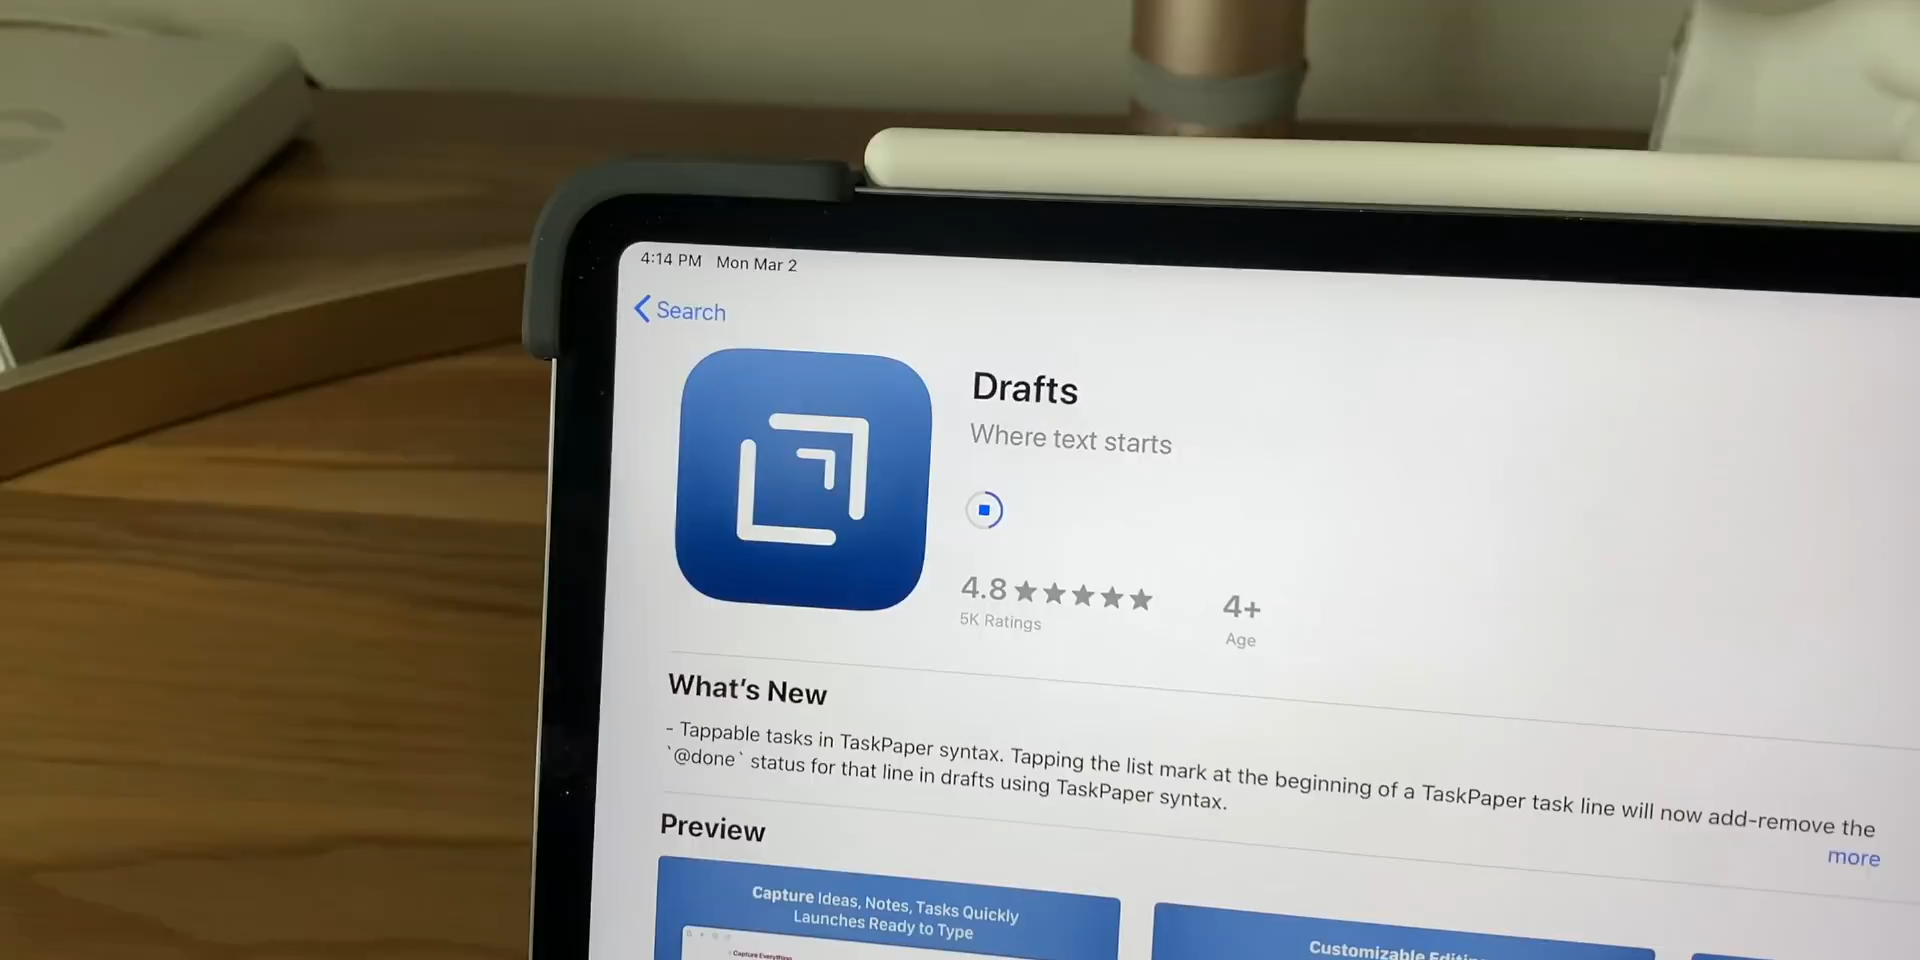 4:14 PM Mon Mar 2
Search
Drafts
Where text starts
4.8
4+
5K Ratings
Age
What's New
- Tappable tasks in TaskPaper syntax. Tapping the list mark at the beginning of a TaskPaper task line will now add-remove the
`@done` status for that line in drafts using TaskPaper syntax.
more
Preview
Capture Ideas, Notes, Tasks Quickly
Launches Ready to Type
Capture Everything
Customizable